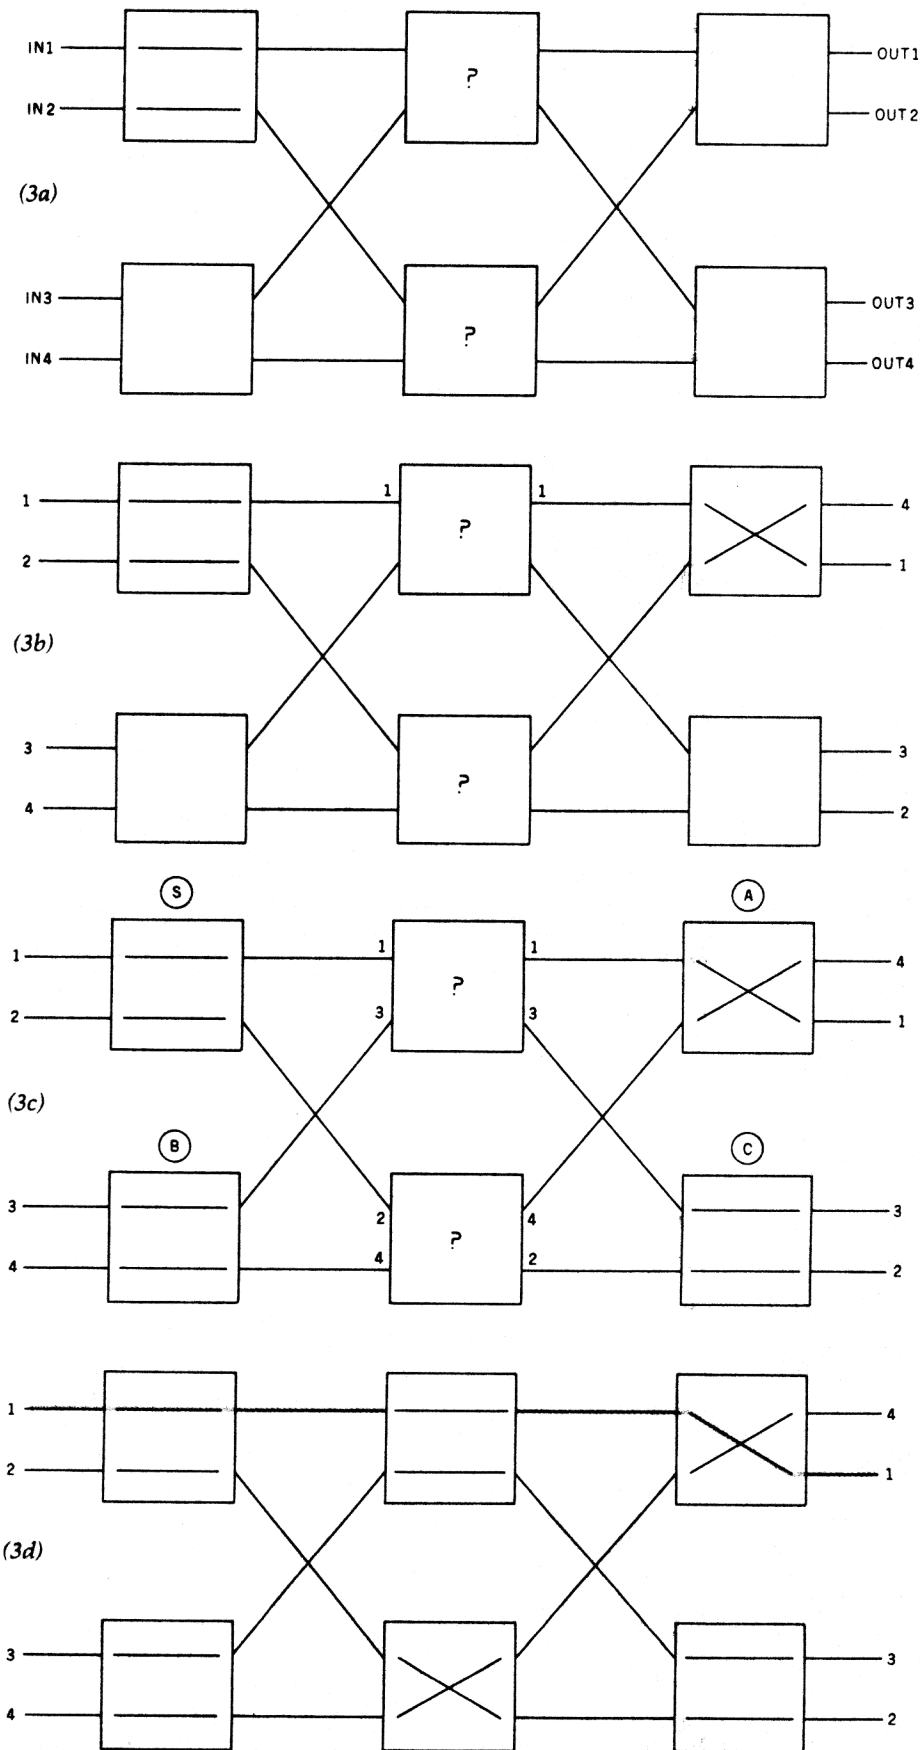 IN1 OUT1
?
IN2 OUT2
(3a)
IN3 OUT3
?
IN4 OUT4
1 1 1 4
?
2 1
(3b)
3 3
?
4 2
S A
1 1 1 4
?
2 3 3 1
(3c)
B C
3 2 4 3
?
4 4 2 2
1 4
2 1
(3d)
3 3
4 2